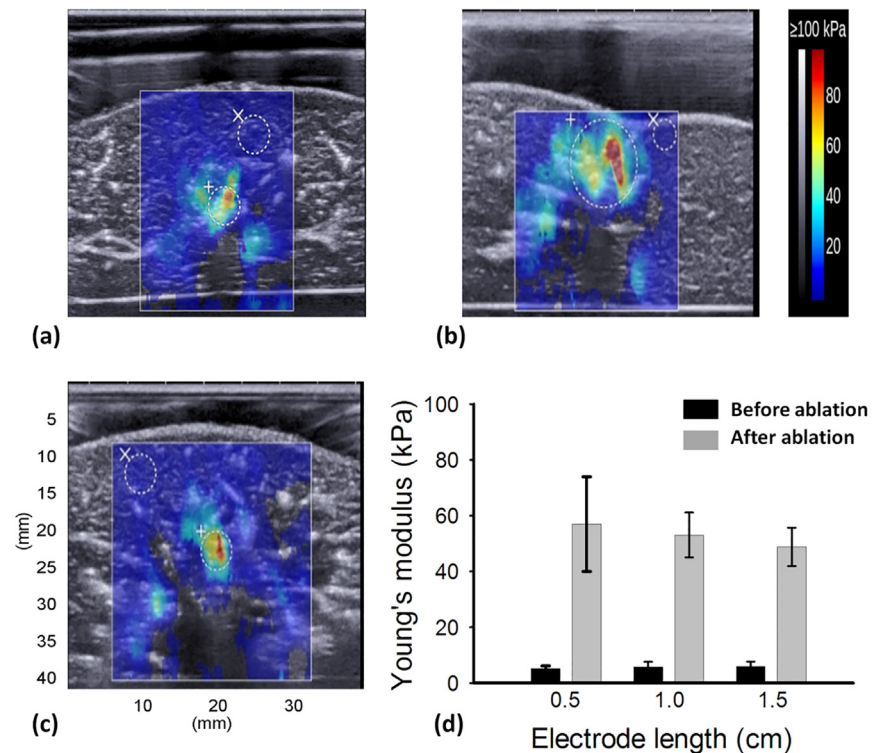 ≥100 kPa
80
60
40
20
X
+
(a)
+
X
(b)
5
10
15
20
25
30
35
40
(mm)
X
+
10
20
30
(mm)
(c)
100
80
60
40
20
0
Young's modulus (kPa)
Before ablation
After ablation
0.5
1.0
1.5
Electrode length (cm)
(d)